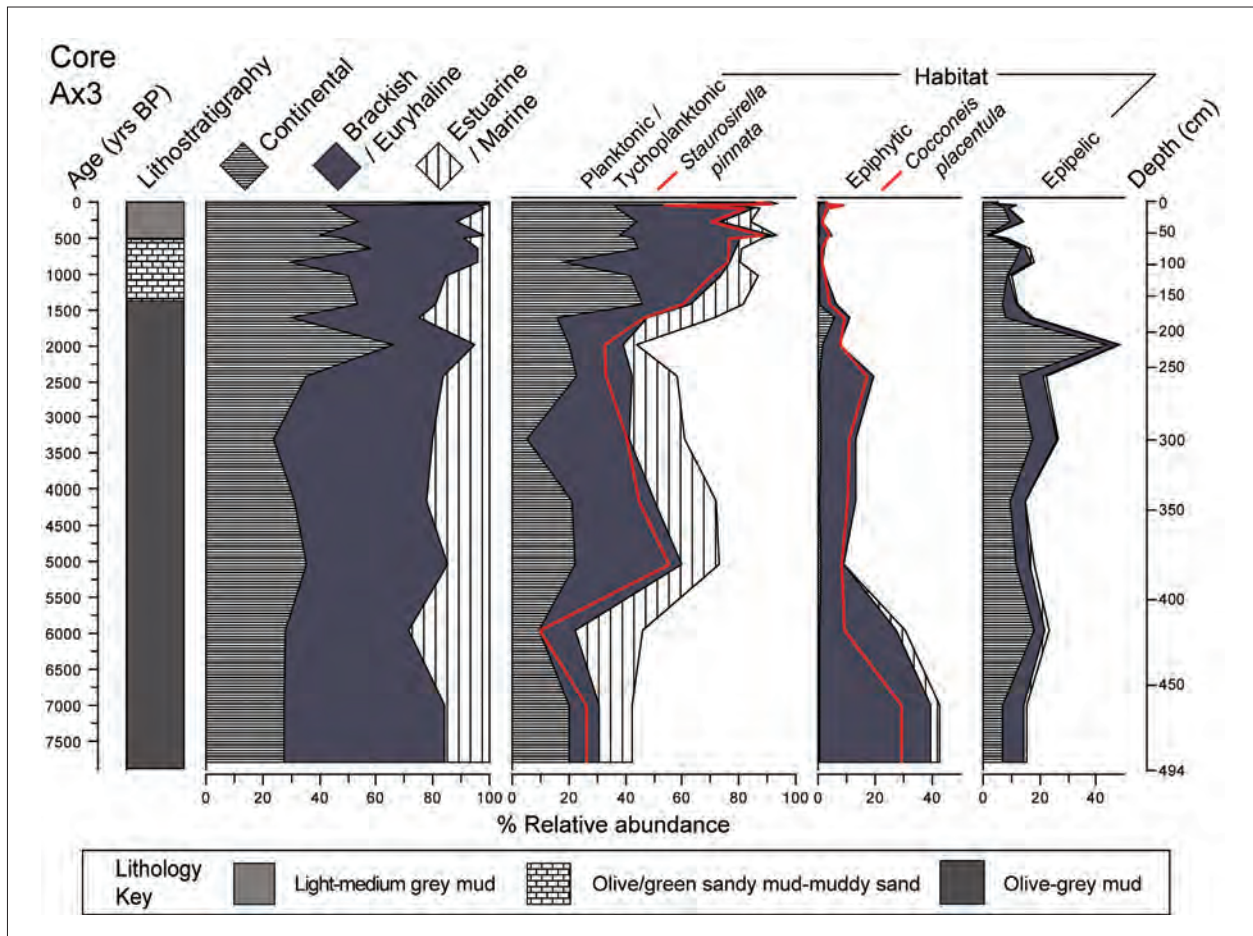 Core
Ax3
Age (yrs BP)
Lithostratigraphy
Continental
Brackish
/ Euryhaline
Estuarine
/ Marine
Habitat
Planktonic /
Tychoplanktonic
Staurosirella
pinnata
Epiphytic
Cocconeis
placentula
Epipelic
Depth (cm)
0
500
1000
1500
2000
2500
3000
3500
4000
4500
5000
5500
6000
6500
7000
7500
0
50
100
150
200
250
300
350
400
450
494
0 20 40 60 80 100 0 20 40 60 80 100 0 20 40 0 20 40
% Relative abundance
Lithology
Key
Light-medium grey mud
Olive/green sandy mud-muddy sand
Olive-grey mud